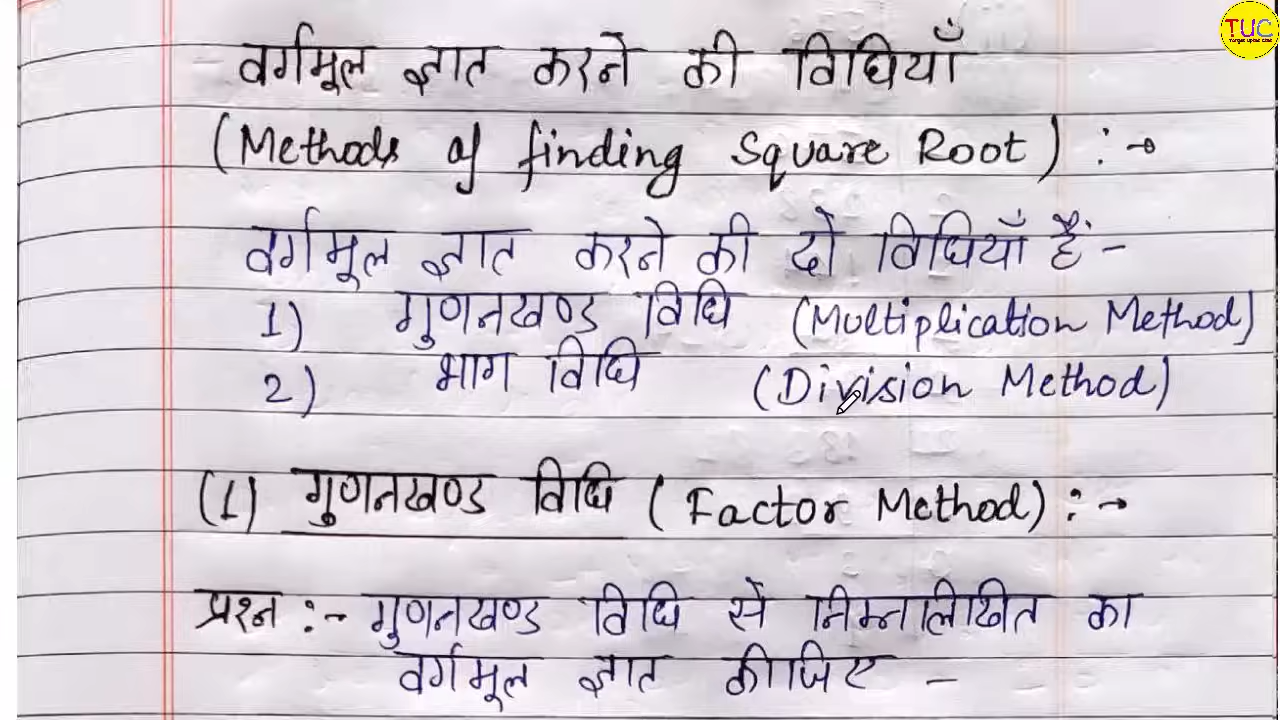 TUC
वर्गमूल ज्ञात करने की विधियाँ
(Methods of finding Square Root) :→
वर्गमूल ज्ञात करने की दो विधियाँ हैं -
1) गुणनखण्ड विधि (Multiplication Method)
2) भाग विधि (Division Method)
(1) गुणनखण्ड विधि (Factor Method) :→
प्रश्न :- गुणनखण्ड विधि से निम्नलिखित का
वर्गमूल ज्ञात कीजिए -